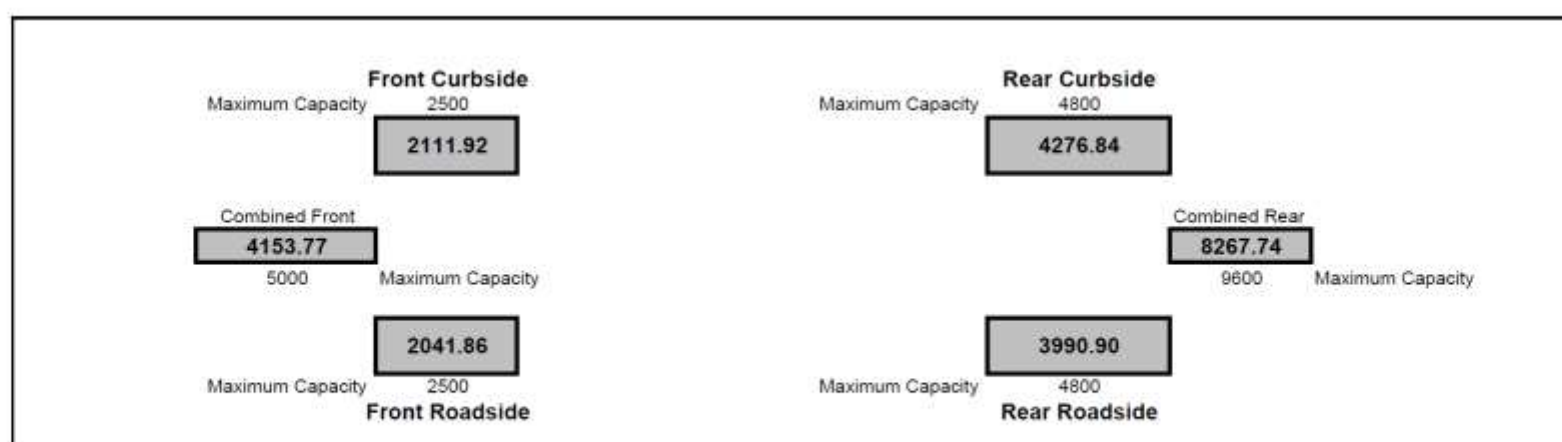 Front Curbside
Maximum Capacity 2500
2111.92
Rear Curbside
Maximum Capacity 4800
4276.84
Combined Front
4153.77
5000 Maximum Capacity
Combined Rear
8267.74
9600 Maximum Capacity
2041.86
Maximum Capacity 2500
Front Roadside
3990.90
Maximum Capacity 4800
Rear Roadside